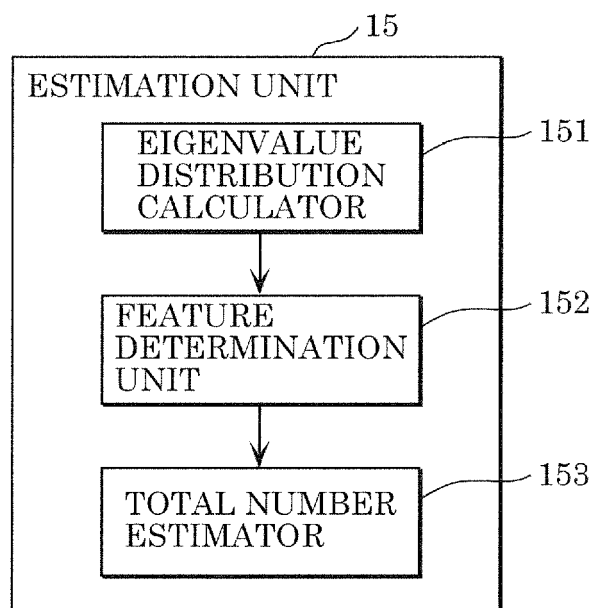 15
ESTIMATION UNIT
EIGENVALUE
DISTRIBUTION
CALCULATOR
151
FEATURE
DETERMINATION
UNIT
152
TOTAL NUMBER
ESTIMATOR
153